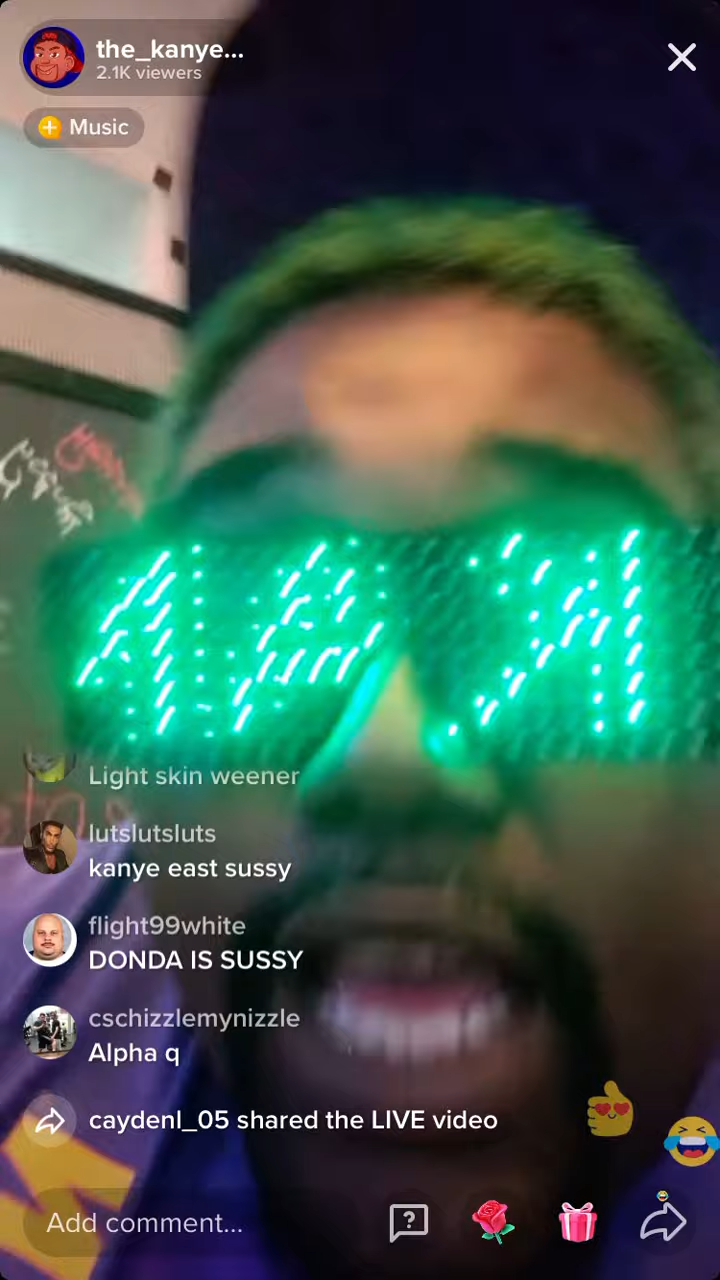 the_kanye...
2.1K viewers
Music
Light skin weener
lutslutsluts
kanye east sussy
flight99white
DONDA IS SUSSY
cschizzlemynizzle
Alpha q
caydenl_05 shared the LIVE video
Add comment...